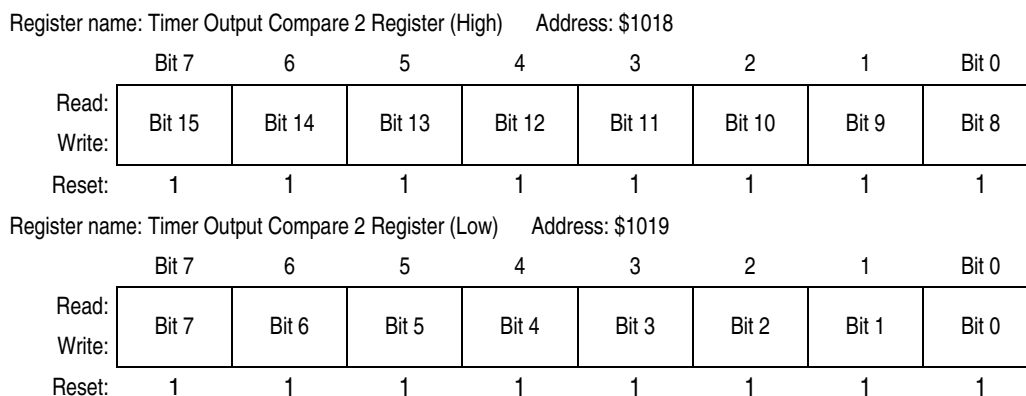 Register name: Timer Output Compare 2 Register (High) Address: $1018
Bit 7 6 5 4 3 2 1 Bit 0
Read:
Bit 15 Bit 14 Bit 13 Bit 12 Bit 11 Bit 10 Bit 9 Bit 8
Write:
Reset: 1 1 1 1 1 1 1 1
Register name: Timer Output Compare 2 Register (Low) Address: $1019
Bit 7 6 5 4 3 2 1 Bit 0
Read:
Bit 7 Bit 6 Bit 5 Bit 4 Bit 3 Bit 2 Bit 1 Bit 0
Write:
Reset: 1 1 1 1 1 1 1 1